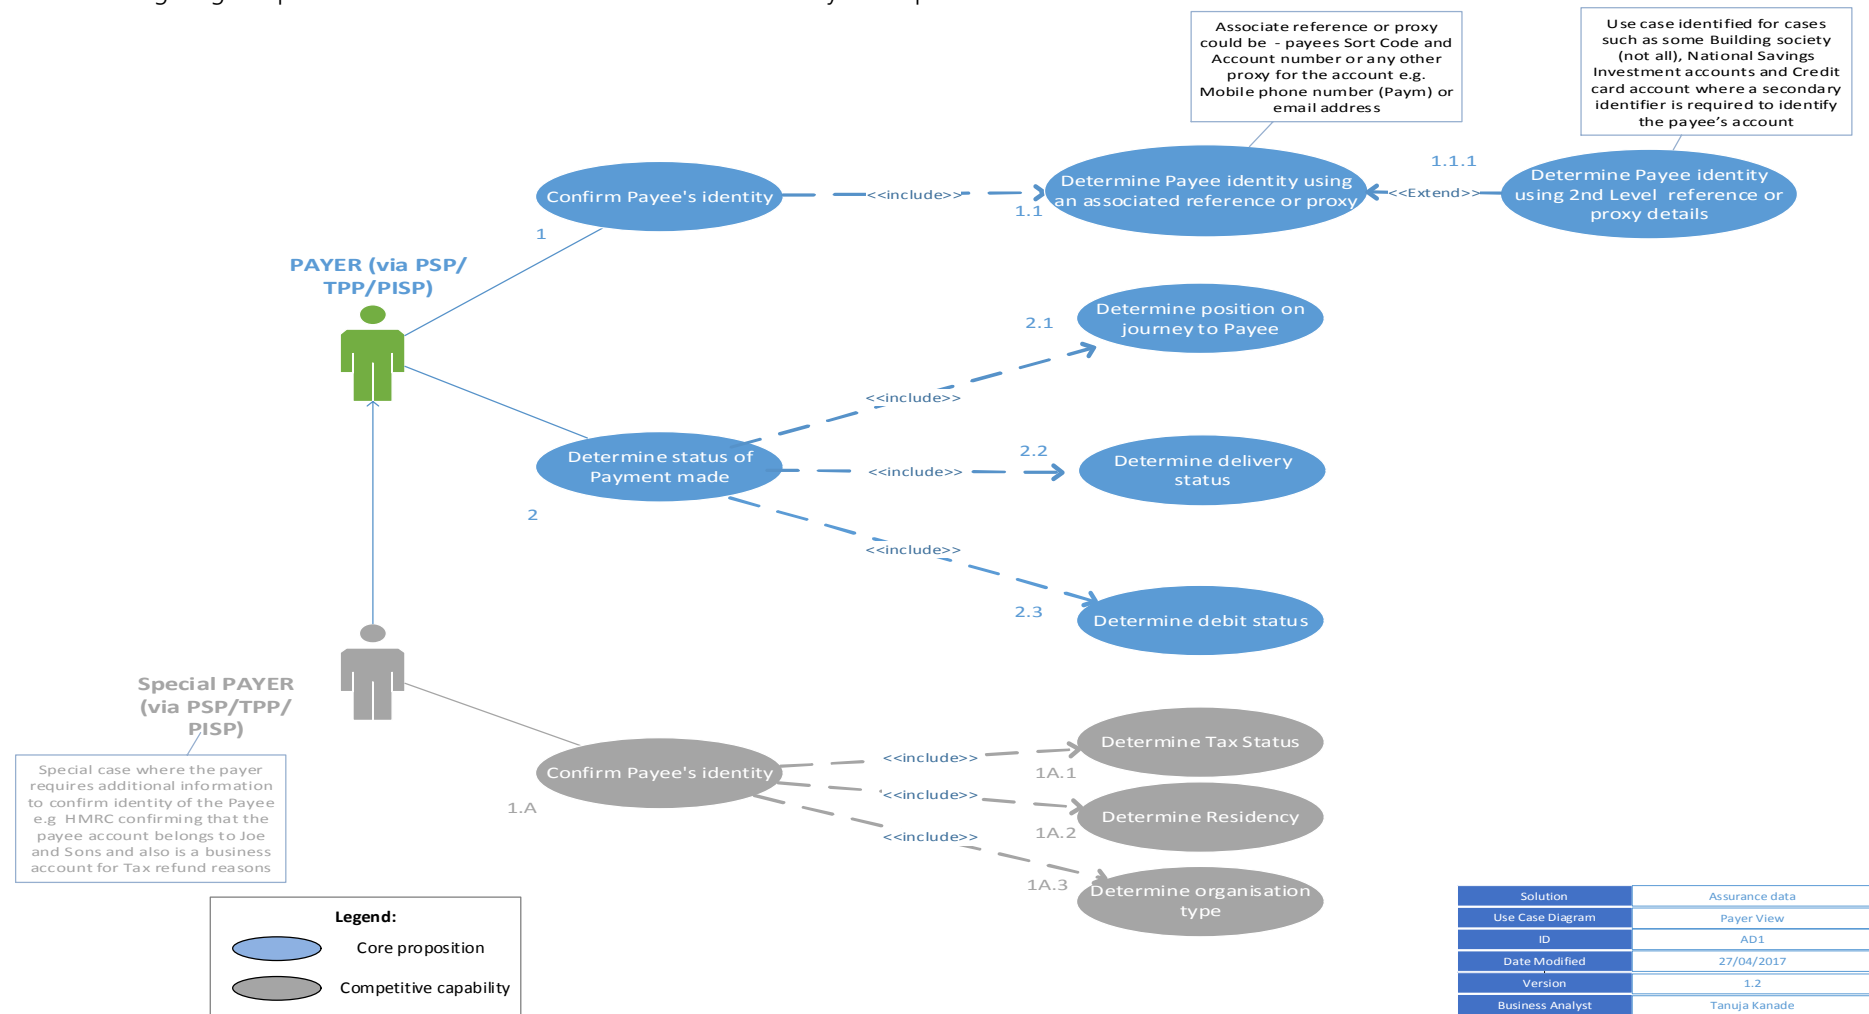 Associate reference or proxy
could be - payees Sort Code and
Account number or any other
proxy for the account e.g.
Mobile phone number (Paym) or
email address
Use case identified for cases
such as some Building society
(not all), National Savings
Investment accounts and Credit
card account where a secondary
identifier is required to identify
the payee's account
Confirm Payee's identity
1
<<include>>
1.1
Determine Payee identity using
an associated reference or proxy
<<Extend>>
1.1.1
Determine Payee identity
using 2nd Level reference or
proxy details
PAYER (via PSP/
TPP/PISP)
2.1
Determine position on
journey to Payee
<<include>>
Determine status of
Payment made
2
<<include>>
2.2
Determine delivery
status
<<include>>
2.3
Determine debit status
Special PAYER
(via PSP/TPP/
PISP)
Special case where the payer
requires additional information
to confirm identity of the Payee
e.g HMRC confirming that the
payee account belongs to Joe
and Sons and also is a business
account for Tax refund reasons
Confirm Payee's identity
1.A
<<include>>
1A.1
Determine Tax Status
<<include>>
1A.2
Determine Residency
<<include>>
1A.3
Determine organisation
type
Legend:
Core proposition
Competitive capability
Solution Assurance data
Use Case Diagram Payer View
ID AD1
Date Modified 27/04/2017
Version 1.2
Business Analyst Tanuja Kanade